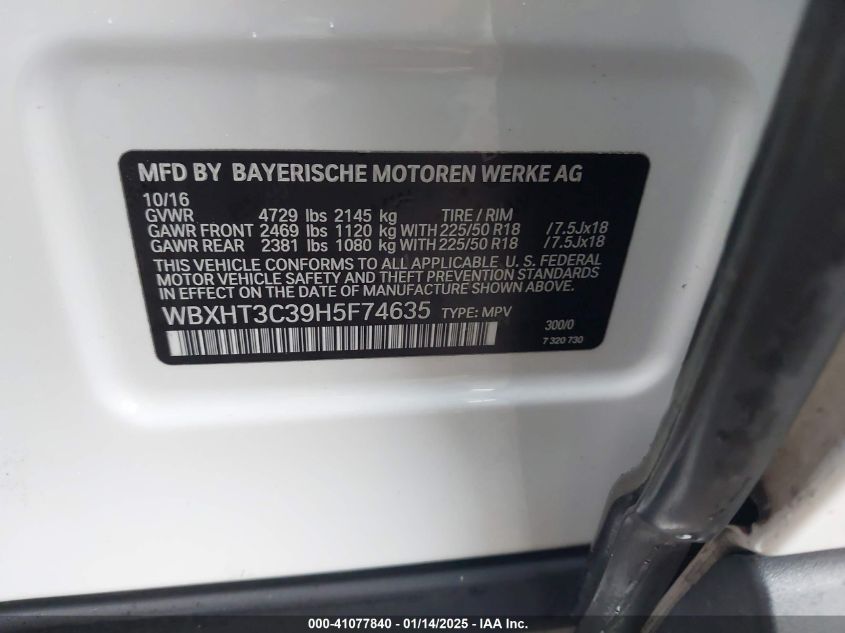 MFD BY BAYERISCHE MOTOREN WERKE AG
10/16
GVWR 4729 lbs 2145 kg TIRE / RIM
GAWR FRONT 2469 lbs 1120 kg WITH 225/50 R18 /7.5Jx18
GAWR REAR 2381 lbs 1080 kg WITH 225/50 R18 /7.5Jx18
THIS VEHICLE CONFORMS TO ALL APPLICABLE U. S. FEDERAL
MOTOR VEHICLE SAFETY AND THEFT PREVENTION STANDARDS
IN EFFECT ON THE DATE OF MANUFACTURE SHOWN ABOVE.
WBXHT3C39H5F74635 TYPE: MPV 300/0
7 320 730
000-41077840 - 01/14/2025 - IAA Inc.